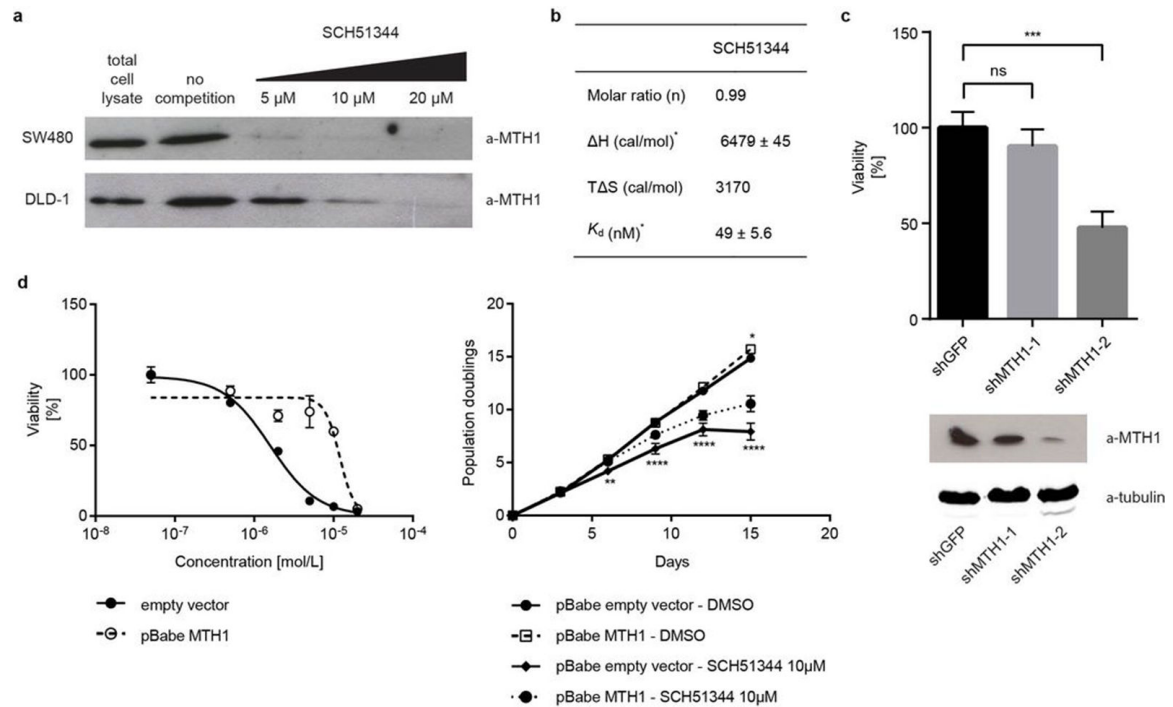 a
SCH51344
total cell lysate
no competition
5 µM
10 µM
20 µM
SW480
a-MTH1
DLD-1
a-MTH1
b
SCH51344
Molar ratio (n) 0.99
ΔH (cal/mol)* 6479 ± 45
TΔS (cal/mol) 3170
Kd (nM)* 49 ± 5.6
c
Viability [%]
150
100
50
0
***
ns
shGFP
shMTH1-1
shMTH1-2
a-MTH1
a-tubulin
shGFP
shMTH1-1
shMTH1-2
d
Viability [%]
150
100
50
0
10-8
10-7
10-6
10-5
10-4
Concentration [mol/L]
empty vector
pBabe MTH1
Population doublings
20
15
10
5
0
0
5
10
15
20
Days
*
**
****
****
****
pBabe empty vector - DMSO
pBabe MTH1 - DMSO
pBabe empty vector - SCH51344 10µM
pBabe MTH1 - SCH51344 10µM